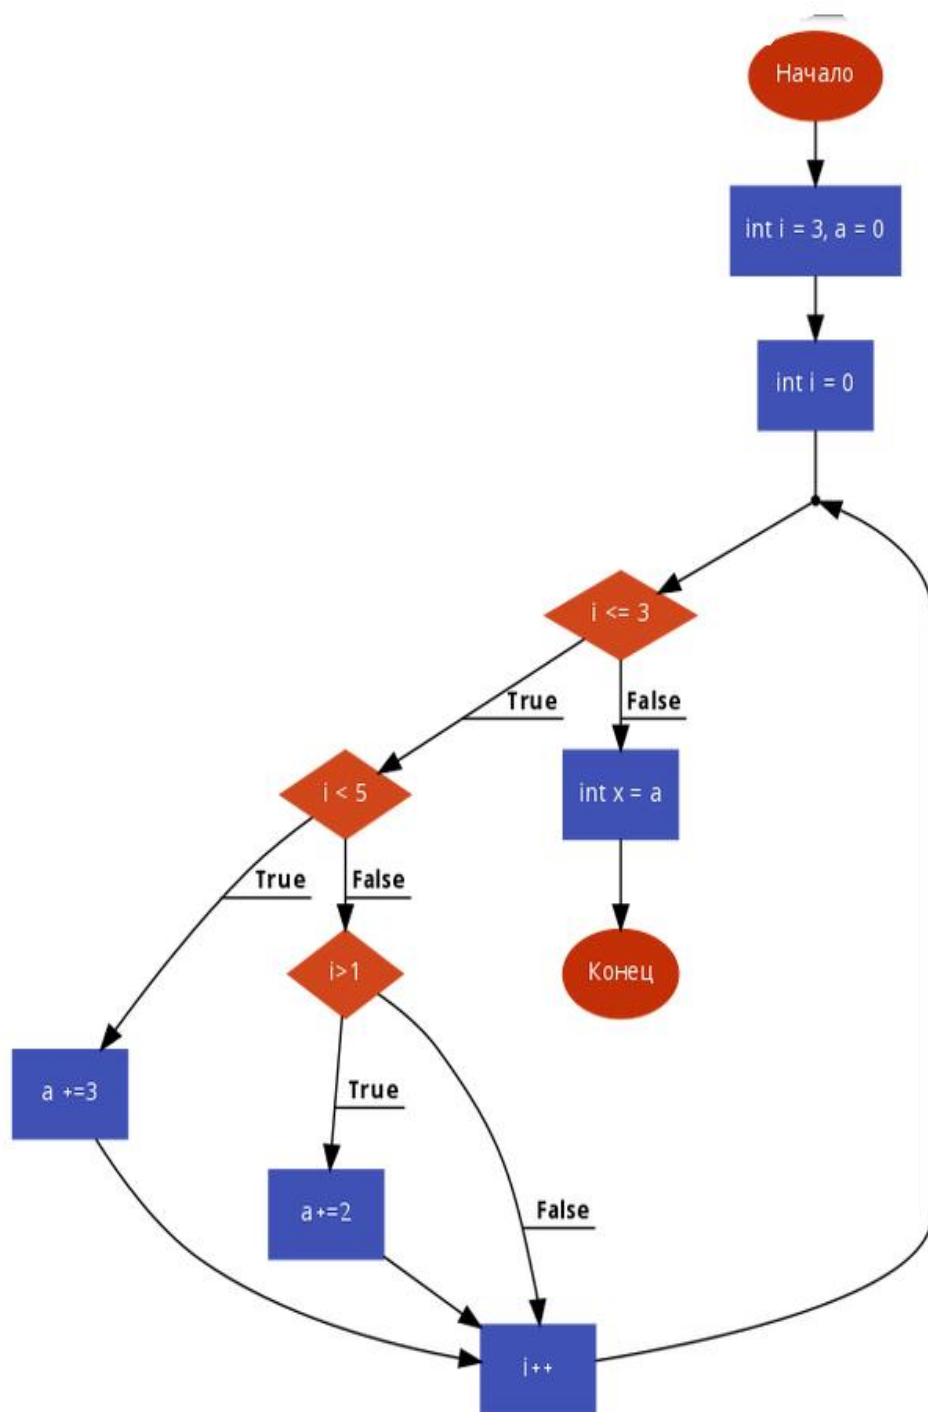 Начало
int i = 3, a = 0
int i = 0
i <= 3
True
False
i < 5
int x = a
True
False
i>1
Конец
a +=3
True
a+=2
False
i++